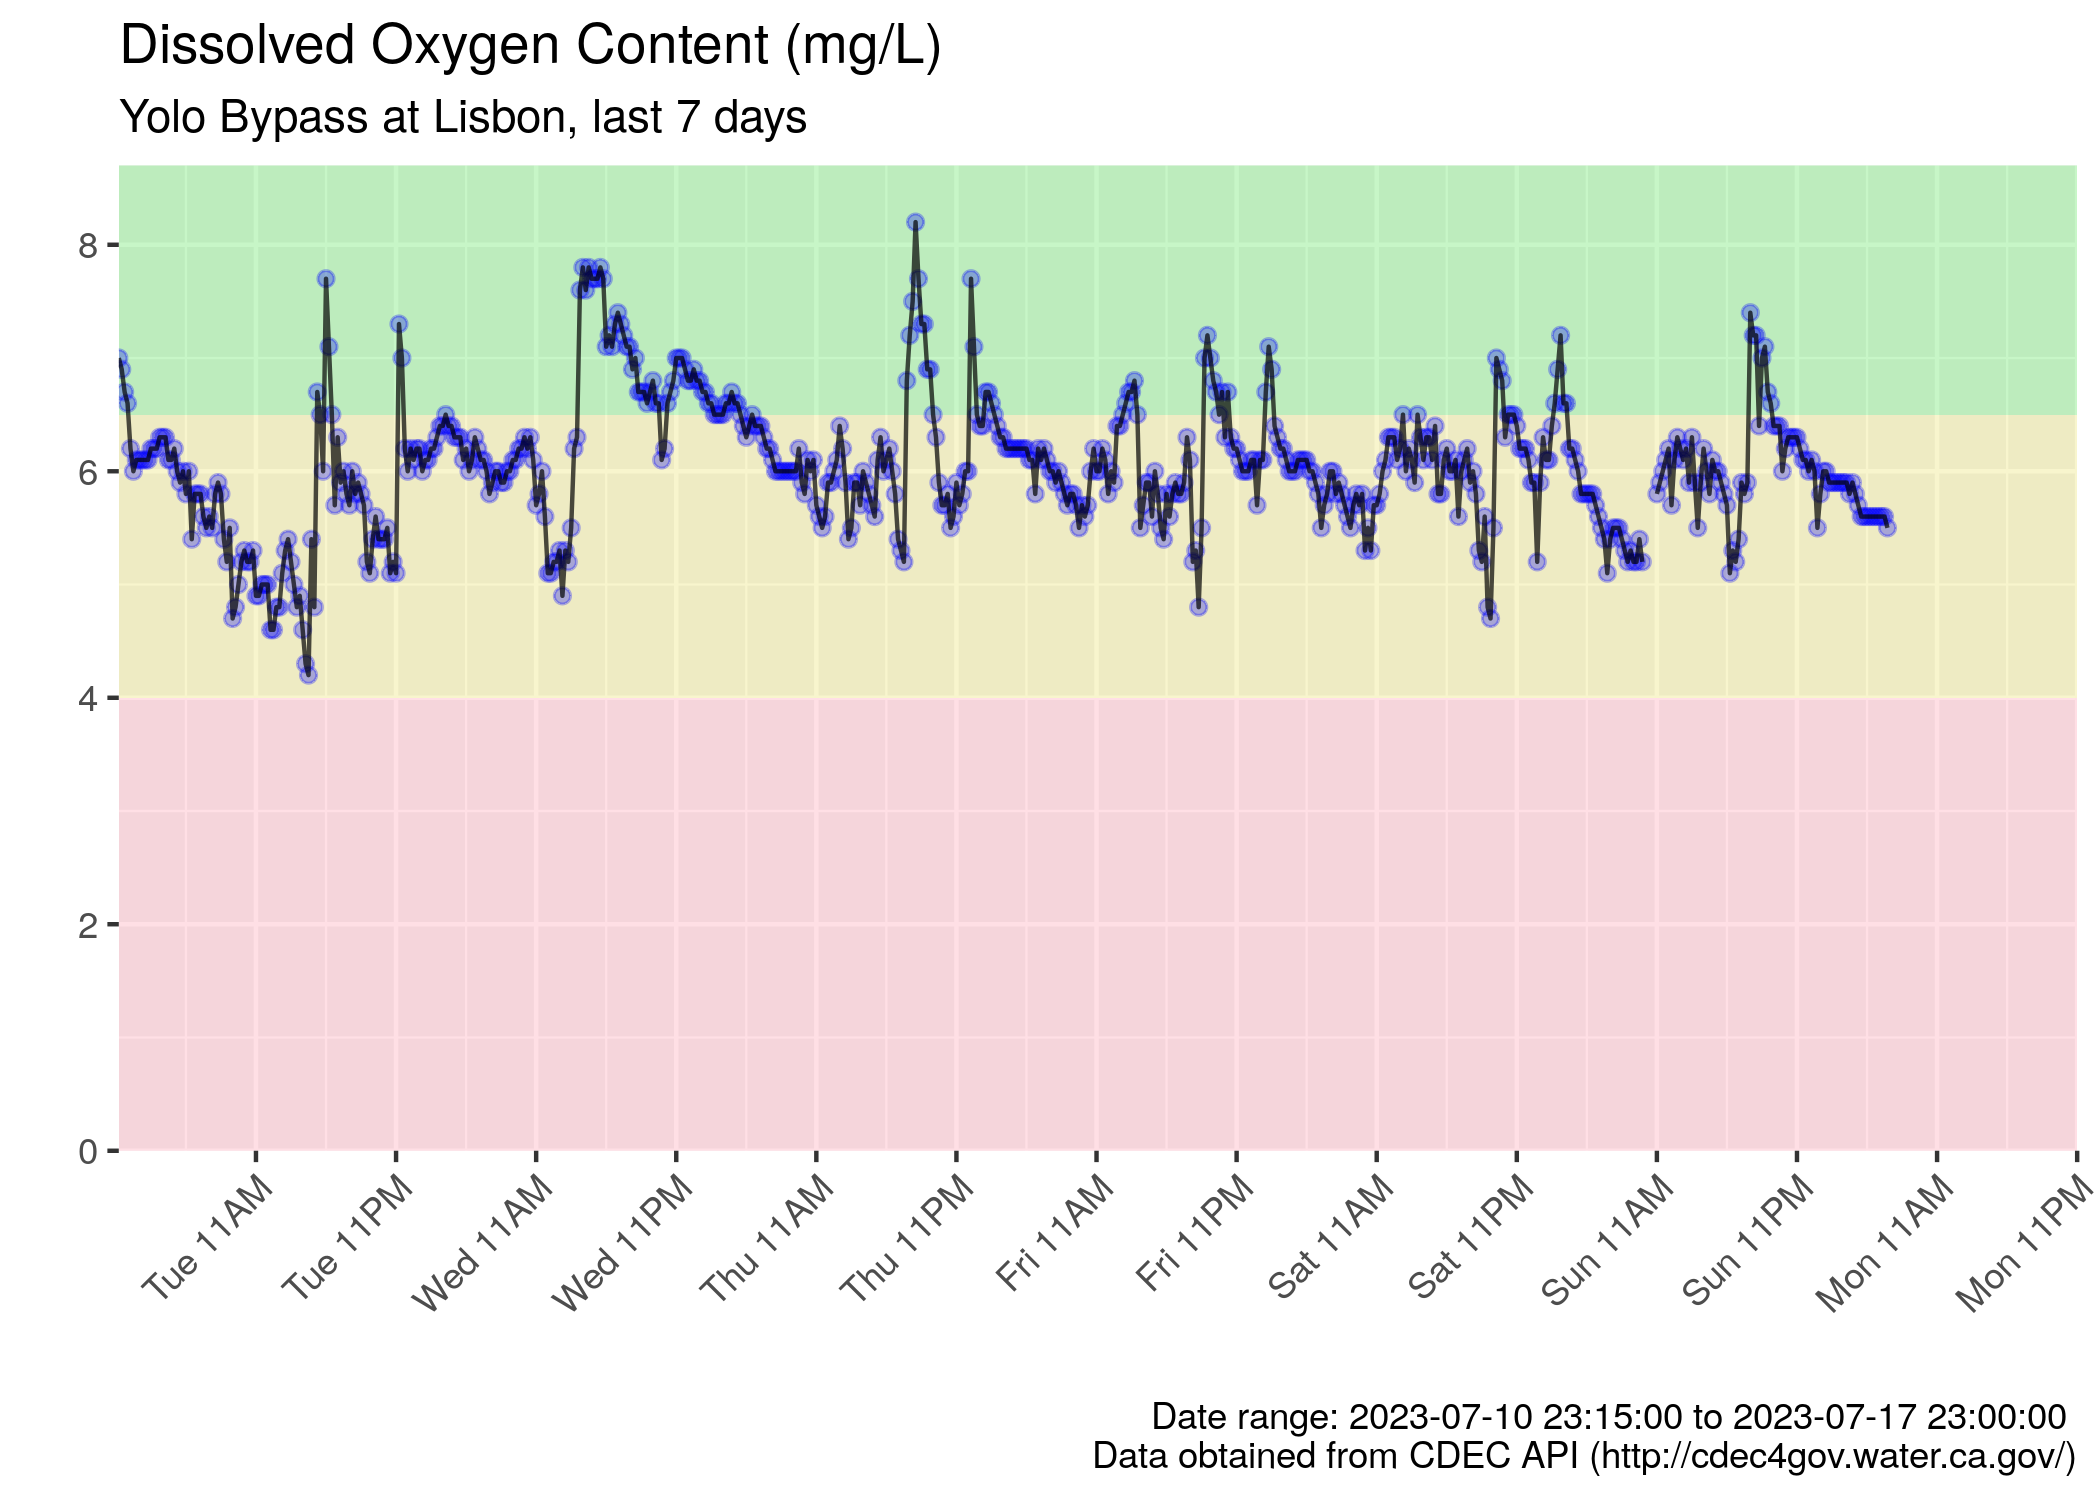 Dissolved Oxygen Content (mg/L)
Yolo Bypass at Lisbon, last 7 days
8
6
4
2
0
Tue 11AM
Tue 11PM
Wed 11AM
Wed 11PM
Thu 11AM
Thu 11PM
Fri 11AM
Fri 11PM
Sat 11AM
Sat 11PM
Sun 11AM
Sun 11PM
Mon 11AM
Mon 11PM
Date range: 2023-07-10 23:15:00 to 2023-07-17 23:00:00
Data obtained from CDEC API (http://cdec4gov.water.ca.gov/)